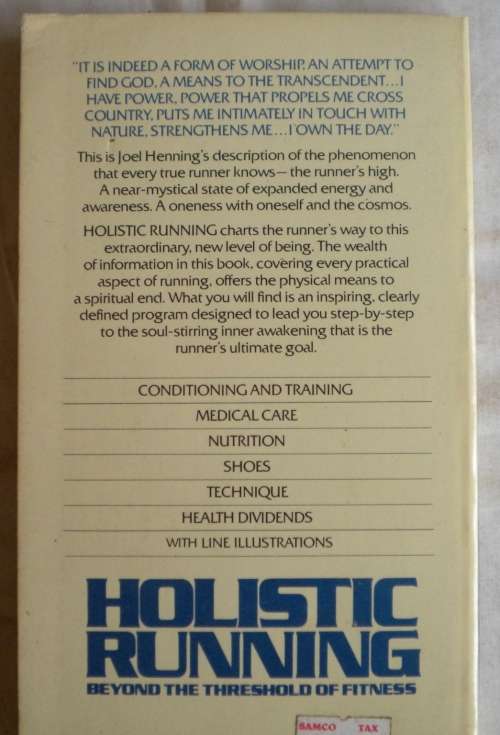 "IT IS INDEED A FORM OF WORSHIP, AN ATTEMPT TO
FIND GOD, A MEANS TO THE TRANSCENDENT...I
HAVE POWER, POWER THAT PROPELS ME CROSS
COUNTRY, PUTS ME INTIMATELY IN TOUCH WITH
NATURE, STRENGTHENS ME...I OWN THE DAY."
This is Joel Henning's description of the phenomenon
that every true runner knows—the runner's high.
A near-mystical state of expanded energy and
awareness. A oneness with oneself and the cosmos.
HOLISTIC RUNNING charts the runner's way to this
extraordinary, new level of being. The wealth
of information in this book, covering every practical
aspect of running, offers the physical means to
a spiritual end. What you will find is an inspiring, clearly
defined program designed to lead you step-by-step
to the soul-stirring inner awakening that is the
runner's ultimate goal.
CONDITIONING AND TRAINING
MEDICAL CARE
NUTRITION
SHOES
TECHNIQUE
HEALTH DIVIDENDS
WITH LINE ILLUSTRATIONS
HOLISTIC
RUNNING
BEYOND THE THRESHOLD OF FITNESS
SAMCO TAX